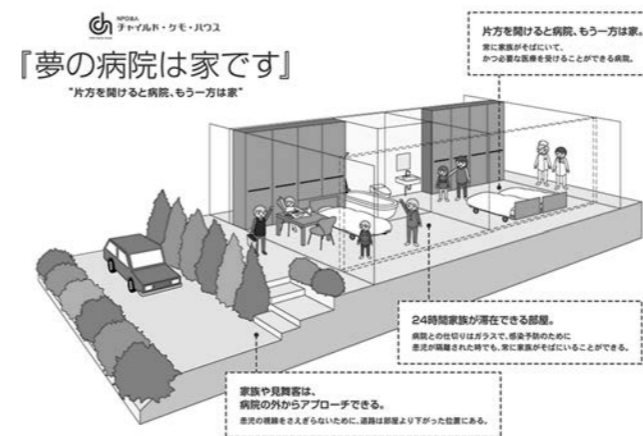 NPO法人
チャイルド・ケモ・ハウス
『夢の病院は家です』
"片方を開けると病院、もう一方は家"
片方を開けると病院、もう一方は家。
常に家族がそばにいて、
かつ必要な医療を受けることができる病院。
24時間家族が滞在できる部屋。
病院との仕切りはガラスで、感染予防のために
患児が隔離された時でも、常に家族がそばにいることができる。
家族や見舞客は、
病院の外からアプローチできる。
患児の視線をさえぎらないために、道路は部屋より下がった位置にある。